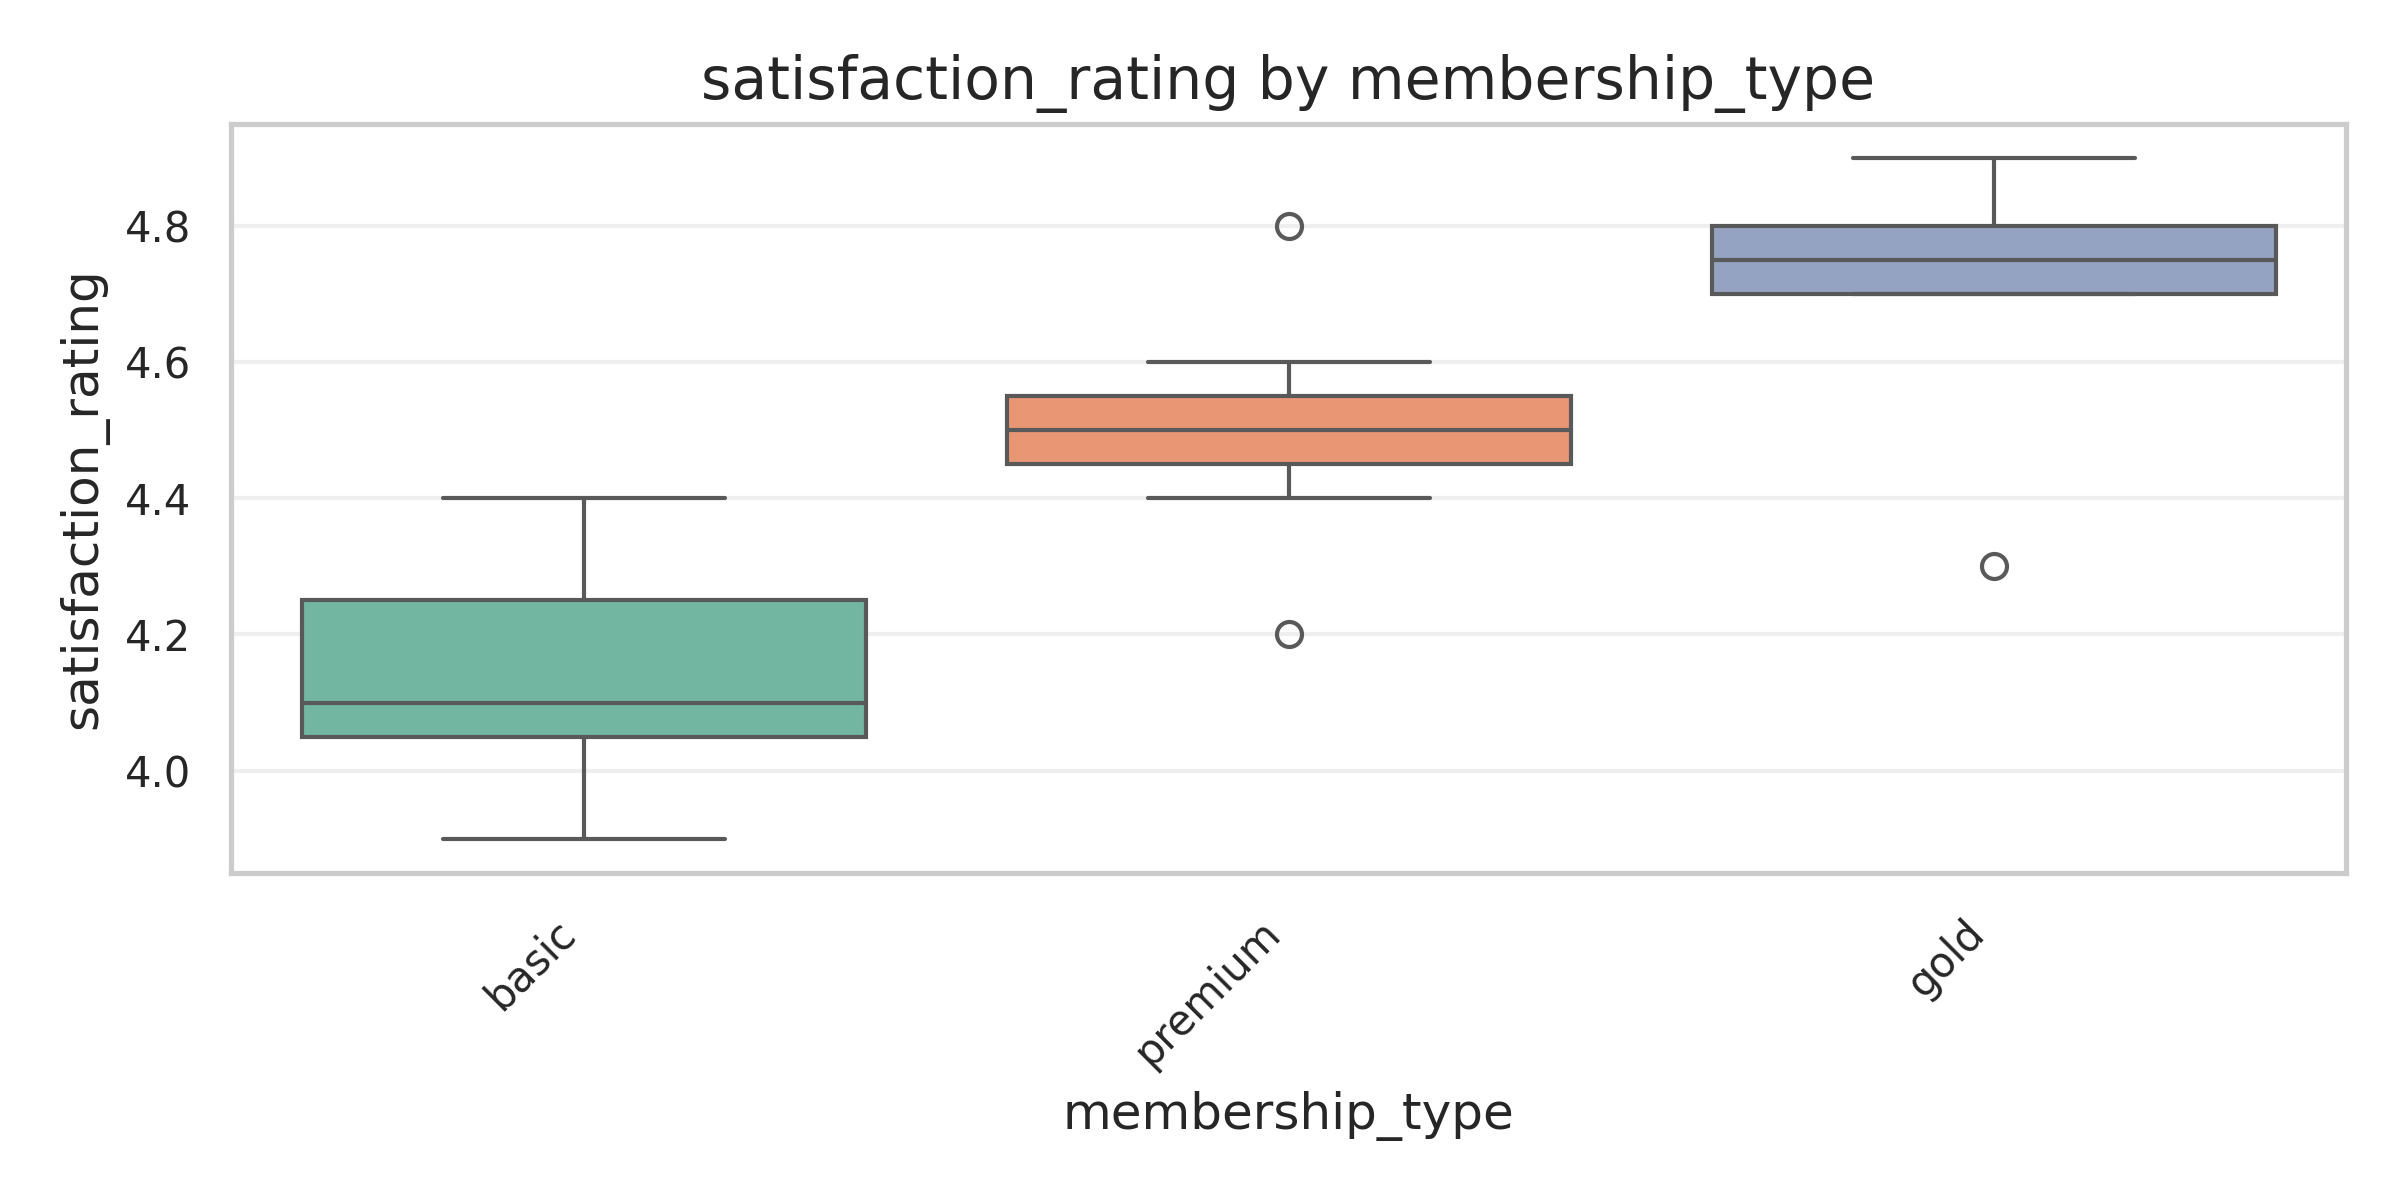 satisfaction_rating by membership_type
satisfaction_rating
4.8
4.6
4.4
4.2
4.0
basic
premium
gold
membership_type